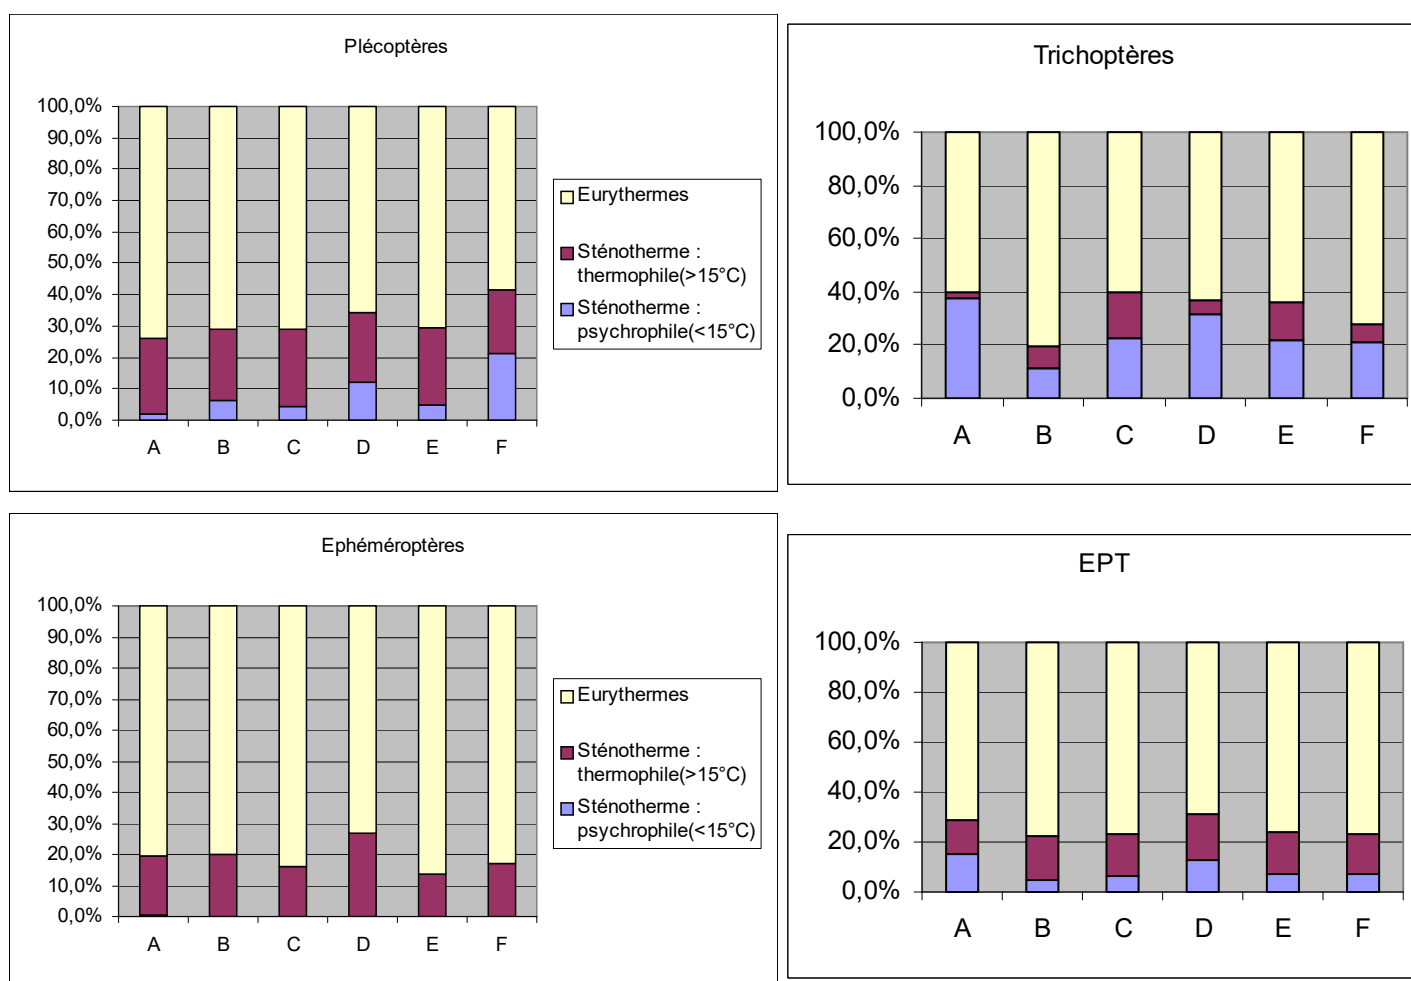 Plécoptères
100,0%
90,0%
80,0%
70,0%
60,0%
50,0%
40,0%
30,0%
20,0%
10,0%
0,0%
A B C D E F
Eurythermes
Sténotherme :
thermophile(>15°C)
Sténotherme :
psychrophile(<15°C)
Trichoptères
100,0%
80,0%
60,0%
40,0%
20,0%
0,0%
A B C D E F
Ephéméroptères
100,0%
90,0%
80,0%
70,0%
60,0%
50,0%
40,0%
30,0%
20,0%
10,0%
0,0%
A B C D E F
Eurythermes
Sténotherme :
thermophile(>15°C)
Sténotherme :
psychrophile(<15°C)
EPT
100,0%
80,0%
60,0%
40,0%
20,0%
0,0%
A B C D E F